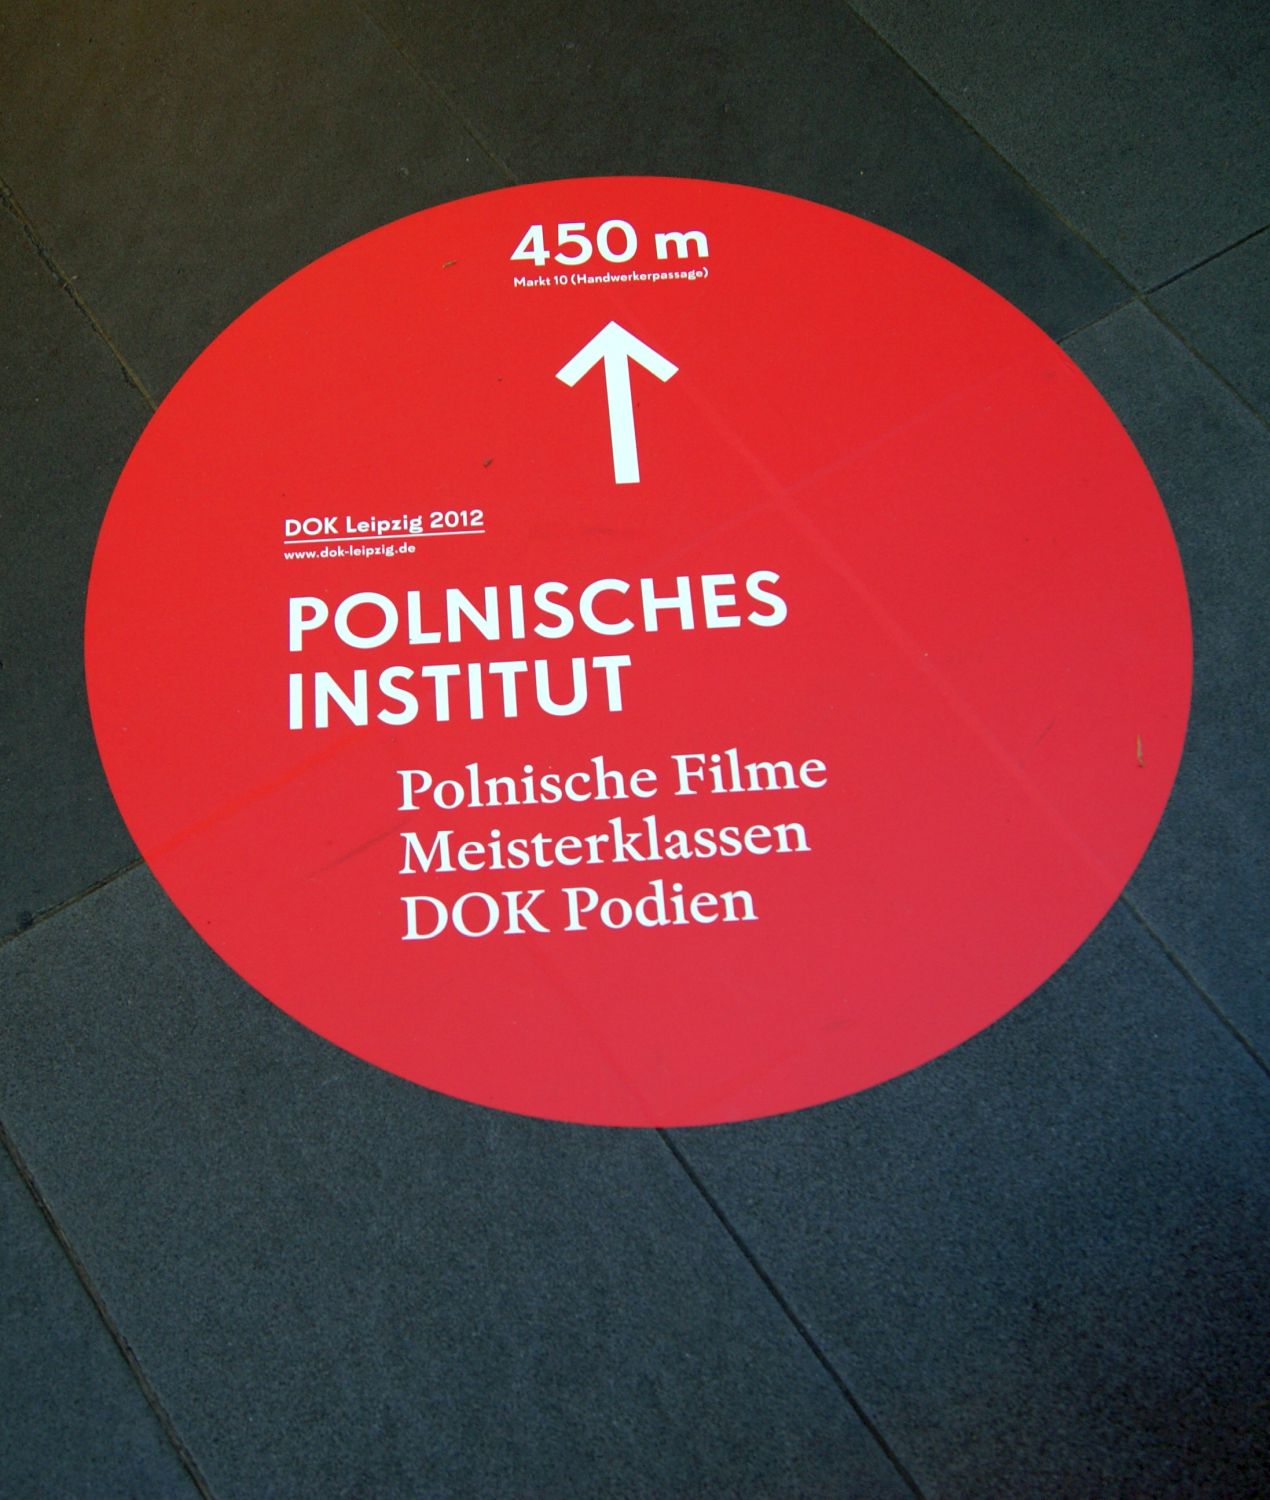 450 m
Markt 10 (Handwerkerpassage)
DOK Leipzig 2012
www.dok-leipzig.de
POLNISCHES
INSTITUT
Polnische Filme
Meisterklassen
DOK Podien